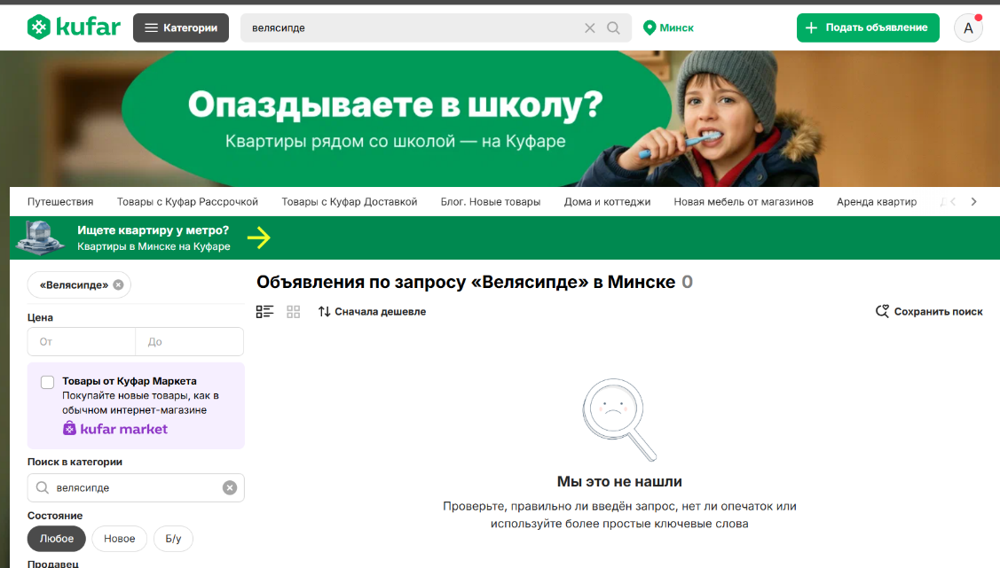 kufar
Категории
велясипде
Минск
Подать объявление
А
Опаздываете в школу?
Квартиры рядом со школой — на Куфаре
Путешествия
Товары с Куфар Рассрочкой
Товары с Куфар Доставкой
Блог. Новые товары
Дома и коттеджи
Новая мебель от магазинов
Аренда квартир
Ищете квартиру у метро?
Квартиры в Минске на Куфаре
«Велясипде»
Объявления по запросу «Велясипде» в Минске 0
Сначала дешевле
Сохранить поиск
Цена
От
До
Товары от Куфар Маркета
Покупайте новые товары, как в
обычном интернет-магазине
kufar market
Поиск в категории
велясипде
Состояние
Любое
Новое
Б/у
Продавец
Мы это не нашли
Проверьте, правильно ли введён запрос, нет ли опечаток или
используйте более простые ключевые слова